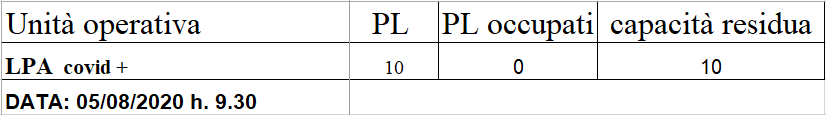 Unità operativa PL PL occupati capacità residua
LPA covid + 10 0 10
DATA: 05/08/2020 h. 9.30